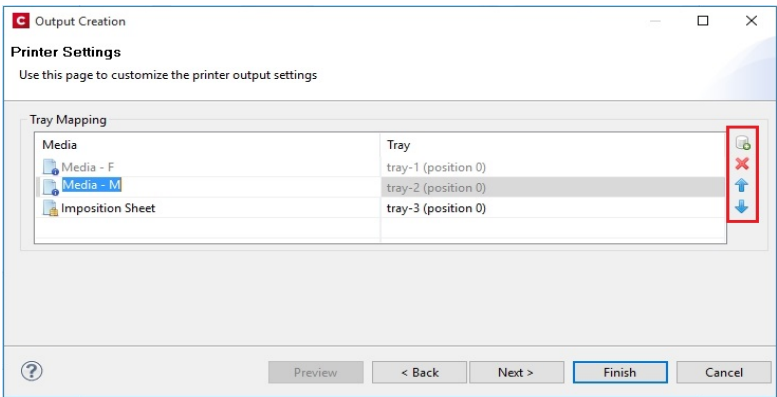 C Output Creation
Printer Settings
Use this page to customize the printer output settings
Tray Mapping
Media Tray
Media - F tray-1 (position 0)
Media - M tray-2 (position 0)
Imposition Sheet tray-3 (position 0)
? Preview < Back Next > Finish Cancel